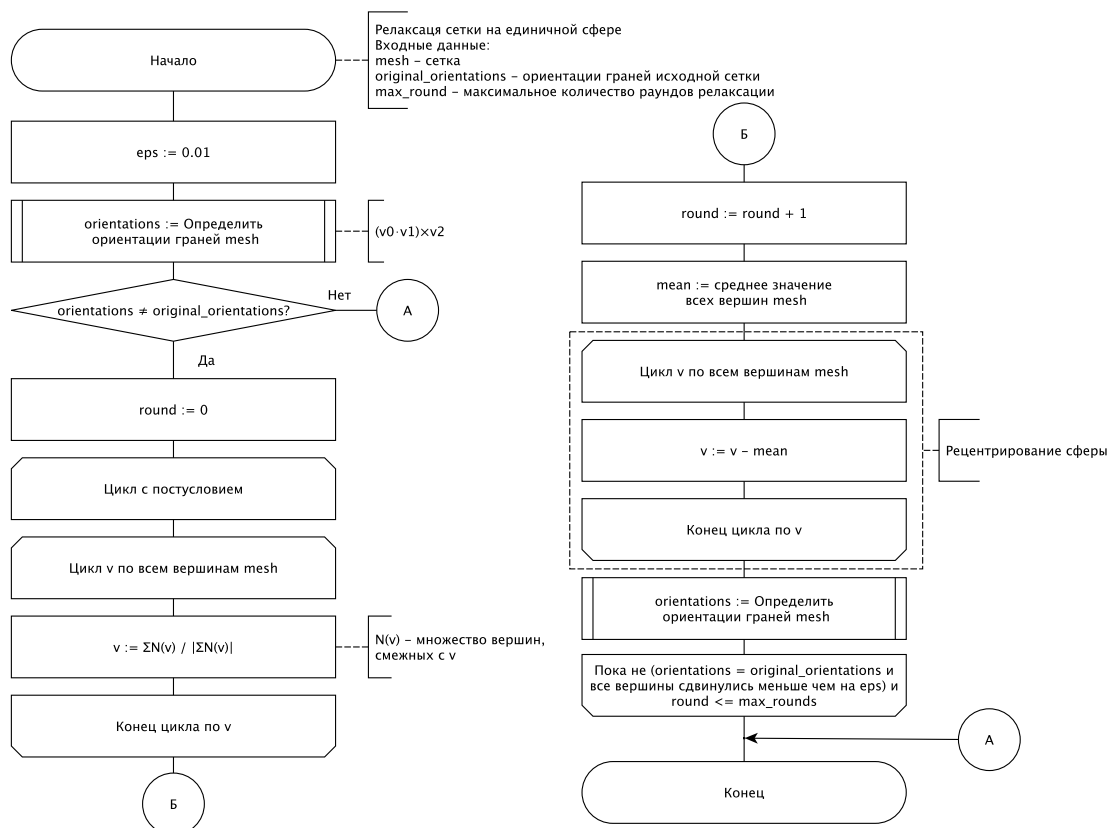 Релаксаця сетки на единичной сфере
Входные данные:
mesh – сетка
original_orientations – ориентации граней исходной сетки
max_round – максимальное количество раундов релаксации
Начало
eps := 0.01
orientations := Определить
ориентации граней mesh
(v0·v1)×v2
orientations ≠ original_orientations?
Нет
А
Да
round := 0
Цикл с постусловием
Цикл v по всем вершинам mesh
v := ΣN(v) / |ΣN(v)|
N(v) – множество вершин,
смежных с v
Конец цикла по v
Б
Б
round := round + 1
mean := среднее значение
всех вершин mesh
Цикл v по всем вершинам mesh
v := v – mean
Рецентрирование сферы
Конец цикла по v
orientations := Определить
ориентации граней mesh
Пока не (orientations = original_orientations и
все вершины сдвинулись меньше чем на eps) и
round <= max_rounds
А
Конец